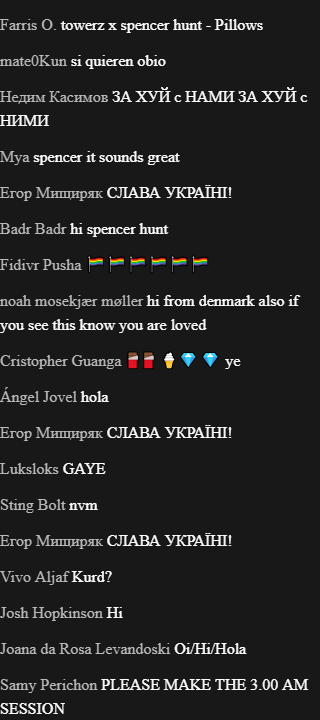 Farris O. towerz x spencer hunt - Pillows
mate0Kun si quieren obio
Недим Касимов ЗА ХУЙ с НАМИ ЗА ХУЙ с
НИМИ
Mya spencer it sounds great
Егор Мищиряк СЛАВА УКРАЇНІ!
Badr Badr hi spencer hunt
Fidivr Pusha 🏳️‍🌈🏳️‍🌈🏳️‍🌈🏳️‍🌈🏳️‍🌈🏳️‍🌈
noah mosekjær møller hi from denmark also if
you see this know you are loved
Cristopher Guanga 🍫🍫🍦💎💎 ye
Ángel Jovel hola
Егор Мищиряк СЛАВА УКРАЇНІ!
Luksloks GAYE
Sting Bolt nvm
Егор Мищиряк СЛАВА УКРАЇНІ!
Vivo Aljaf Kurd?
Josh Hopkinson Hi
Joana da Rosa Levandoski Oi/Hi/Hola
Samy Perichon PLEASE MAKE THE 3.00 AM
SESSION